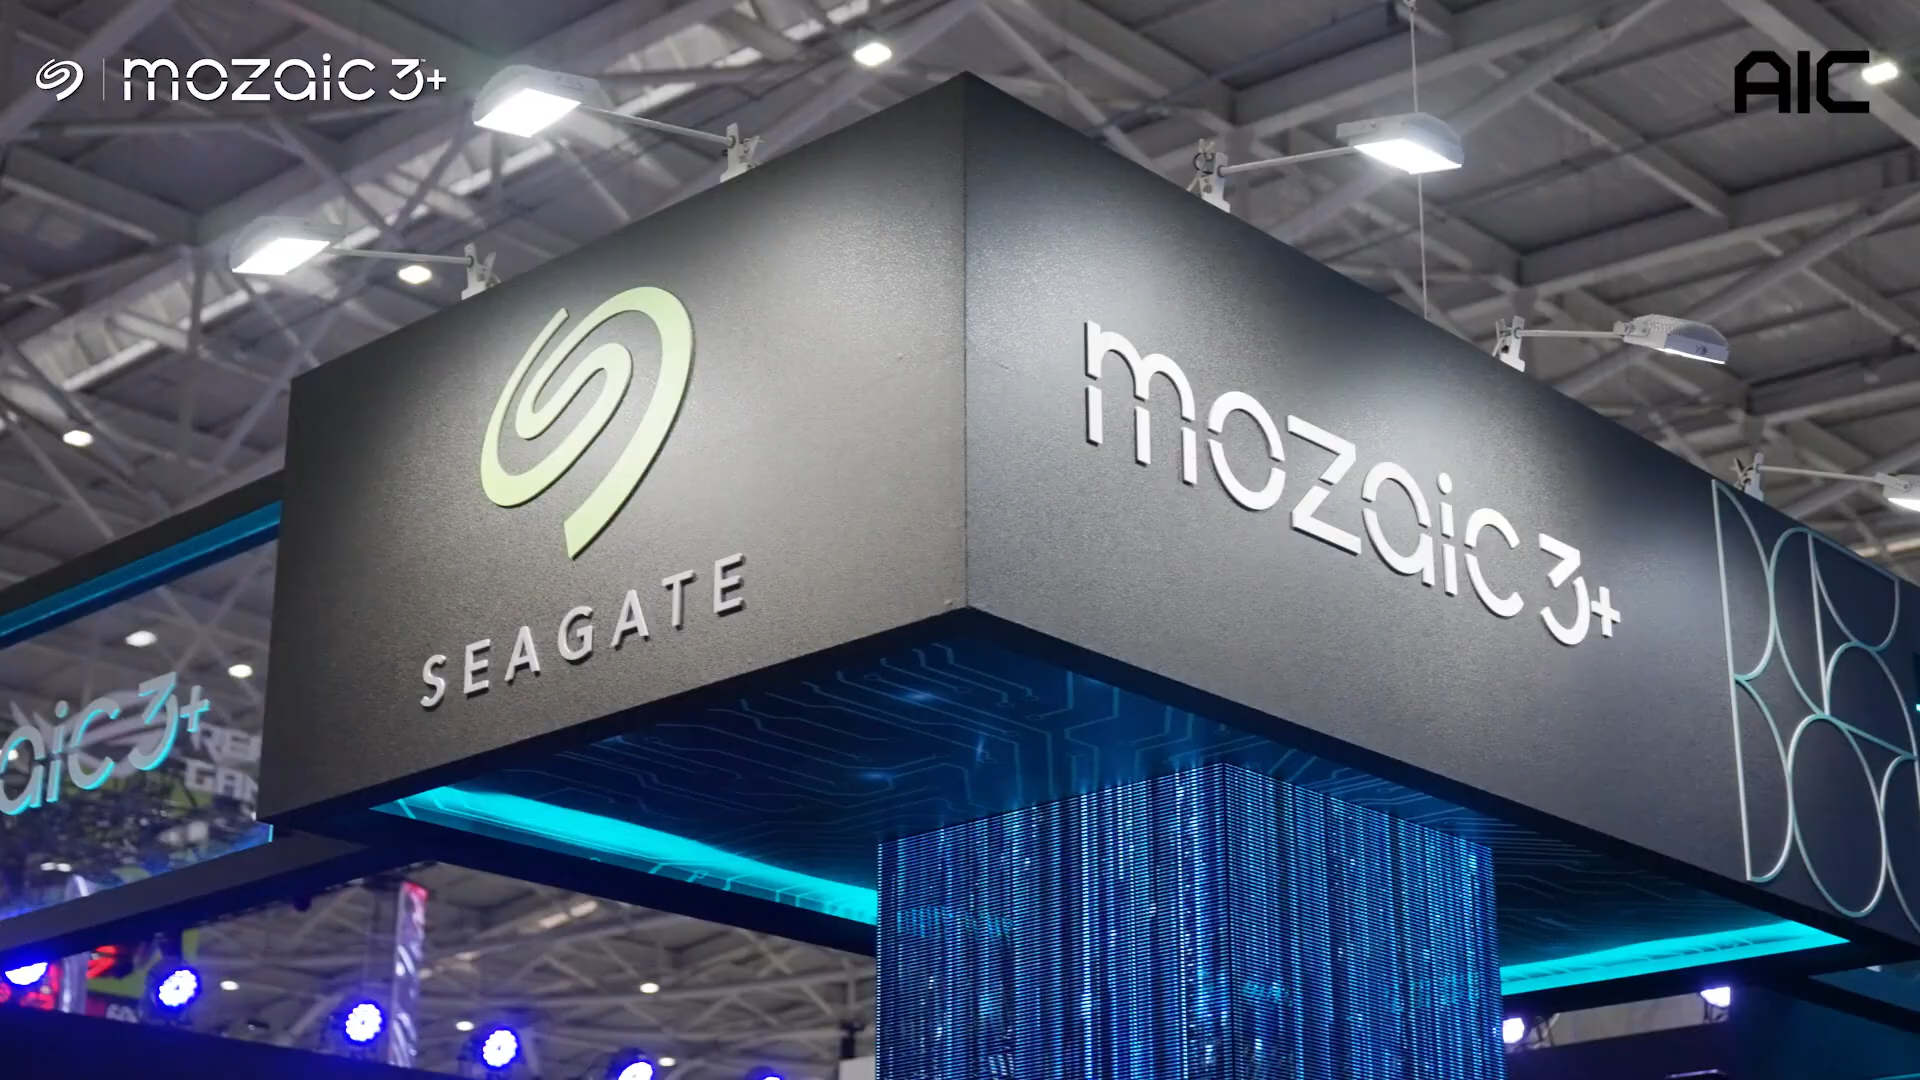 mozaic 3+
AIC
SEAGATE
mozaic 3+
aic 3+